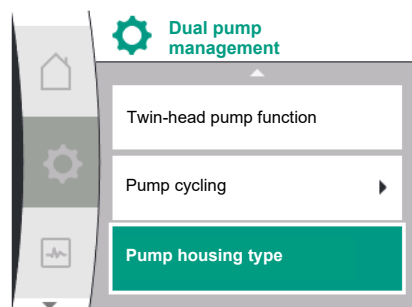 Dual pump
management
Twin-head pump function
Pump cycling
Pump housing type